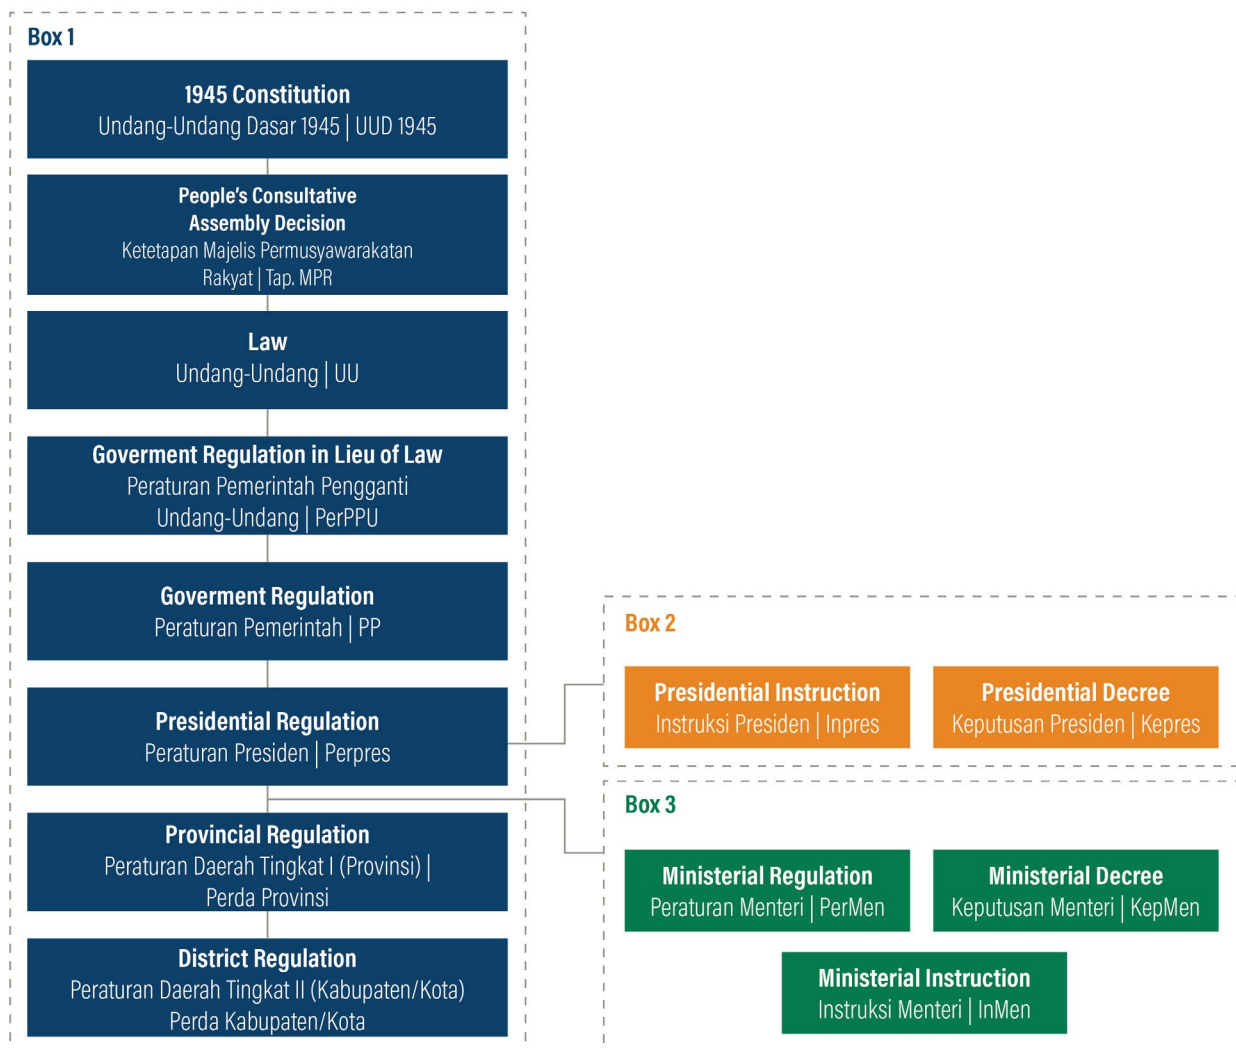 Box 1
1945 Constitution
Undang-Undang Dasar 1945 | UUD 1945
People's Consultative
Assembly Decision
Ketetapan Majelis Permusyawarakatan
Rakyat | Tap. MPR
Law
Undang-Undang | UU
Goverment Regulation in Lieu of Law
Peraturan Pemerintah Pengganti
Undang-Undang | PerPPU
Goverment Regulation
Peraturan Pemerintah | PP
Presidential Regulation
Peraturan Presiden | Perpres
Provincial Regulation
Peraturan Daerah Tingkat I (Provinsi) |
Perda Provinsi
District Regulation
Peraturan Daerah Tingkat II (Kabupaten/Kota)
Perda Kabupaten/Kota
Box 2
Presidential Instruction
Instruksi Presiden | Inpres
Presidential Decree
Keputusan Presiden | Kepres
Box 3
Ministerial Regulation
Peraturan Menteri | PerMen
Ministerial Decree
Keputusan Menteri | KepMen
Ministerial Instruction
Instruksi Menteri | InMen